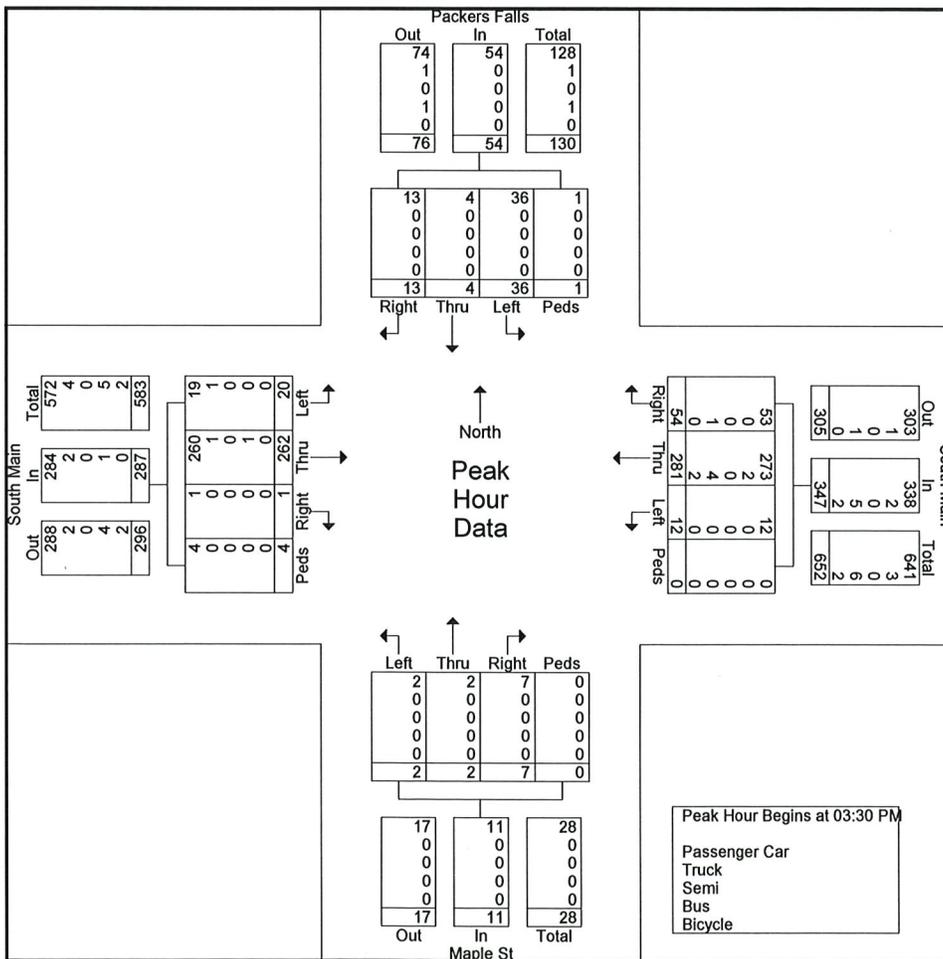 Packers Falls
Out In Total
74 54 128
1 0 1
0 0 0
1 0 1
0 0 0
76 54 130
13 4 36 1
0 0 0 0
0 0 0 0
0 0 0 0
0 0 0 0
13 4 36 1
Right Thru Left Peds
South Main
Total In Out
572 284 288
4 2 2
0 0 0
5 1 4
2 0 2
583 287 296
19 260 1 4
1 1 0 0
0 0 0 0
0 1 0 0
0 0 0 0
20 262 1 4
Left Thru Right Peds
North
Peak
Hour
Data
Right Thru Left Peds
54 281 12 0
0 2 0 0
1 4 0 0
0 0 0 0
0 2 0 0
53 273 12 0
Out In Total
303 338 641
1 2 3
0 0 0
1 5 6
0 2 2
305 347 652
Left Thru Right Peds
2 2 7 0
0 0 0 0
0 0 0 0
0 0 0 0
0 0 0 0
2 2 7 0
17 11 28
0 0 0
0 0 0
0 0 0
0 0 0
17 11 28
Out In Total
Maple St
Peak Hour Begins at 03:30 PM
Passenger Car
Truck
Semi
Bus
Bicycle